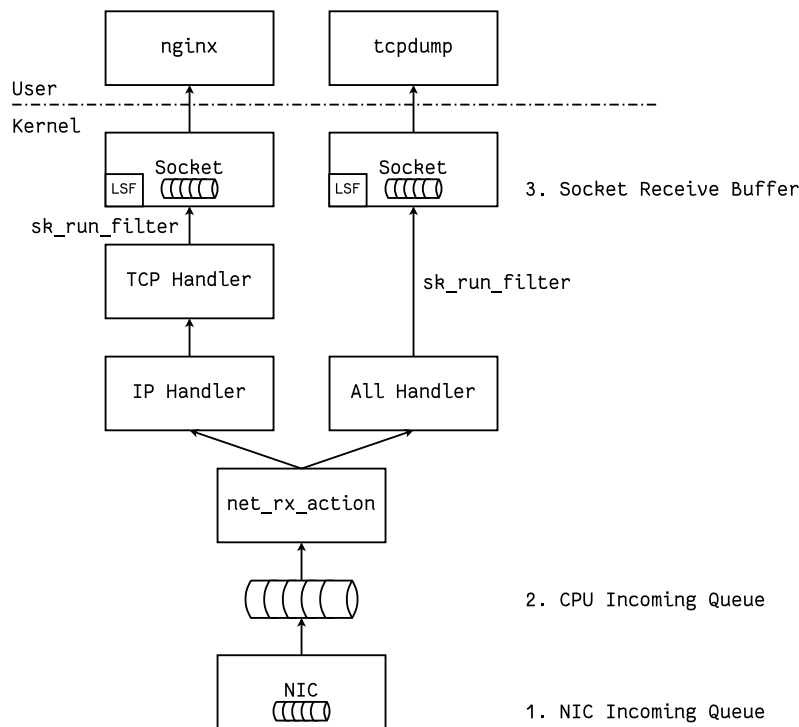 nginx
tcpdump
User
Kernel
Socket
LSF
Socket
LSF
3. Socket Receive Buffer
sk_run_filter
TCP Handler
sk_run_filter
IP Handler
All Handler
net_rx_action
2. CPU Incoming Queue
NIC
1. NIC Incoming Queue